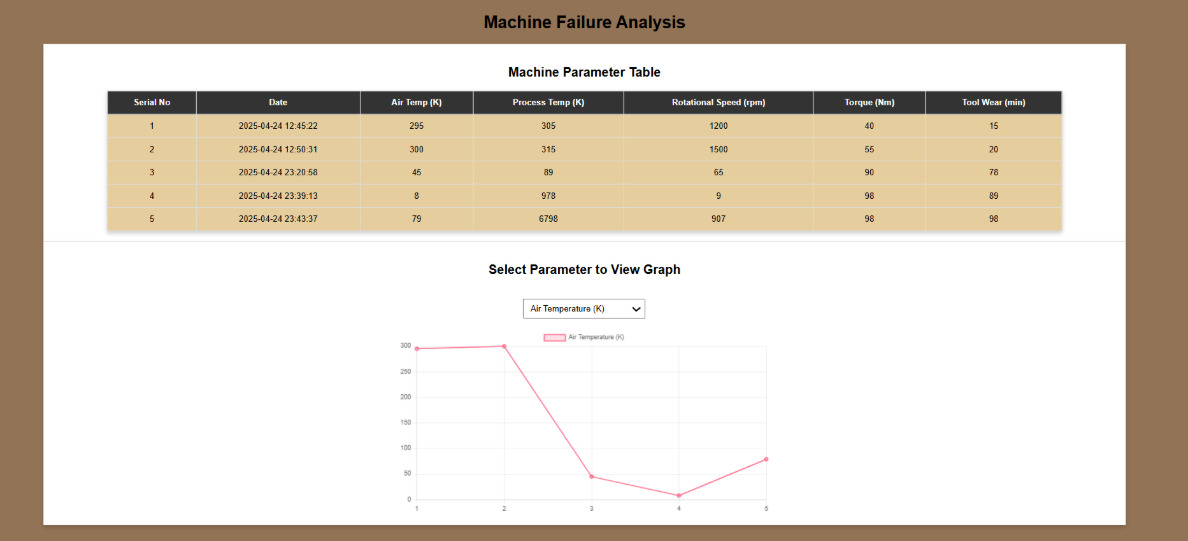 Machine Failure Analysis
Machine Parameter Table
Serial No Date Air Temp (K) Process Temp (K) Rotational Speed (rpm) Torque (Nm) Tool Wear (min)
1 2025-04-24 12:45:22 295 305 1200 40 15
2 2025-04-24 12:50:31 300 315 1500 55 20
3 2025-04-24 23:20:58 45 89 65 90 78
4 2025-04-24 23:39:13 8 978 9 98 89
5 2025-04-24 23:43:37 79 6798 907 98 98
Select Parameter to View Graph
Air Temperature (K)
Air Temperature (K)
300
250
200
150
100
50
0
1 2 3 4 5